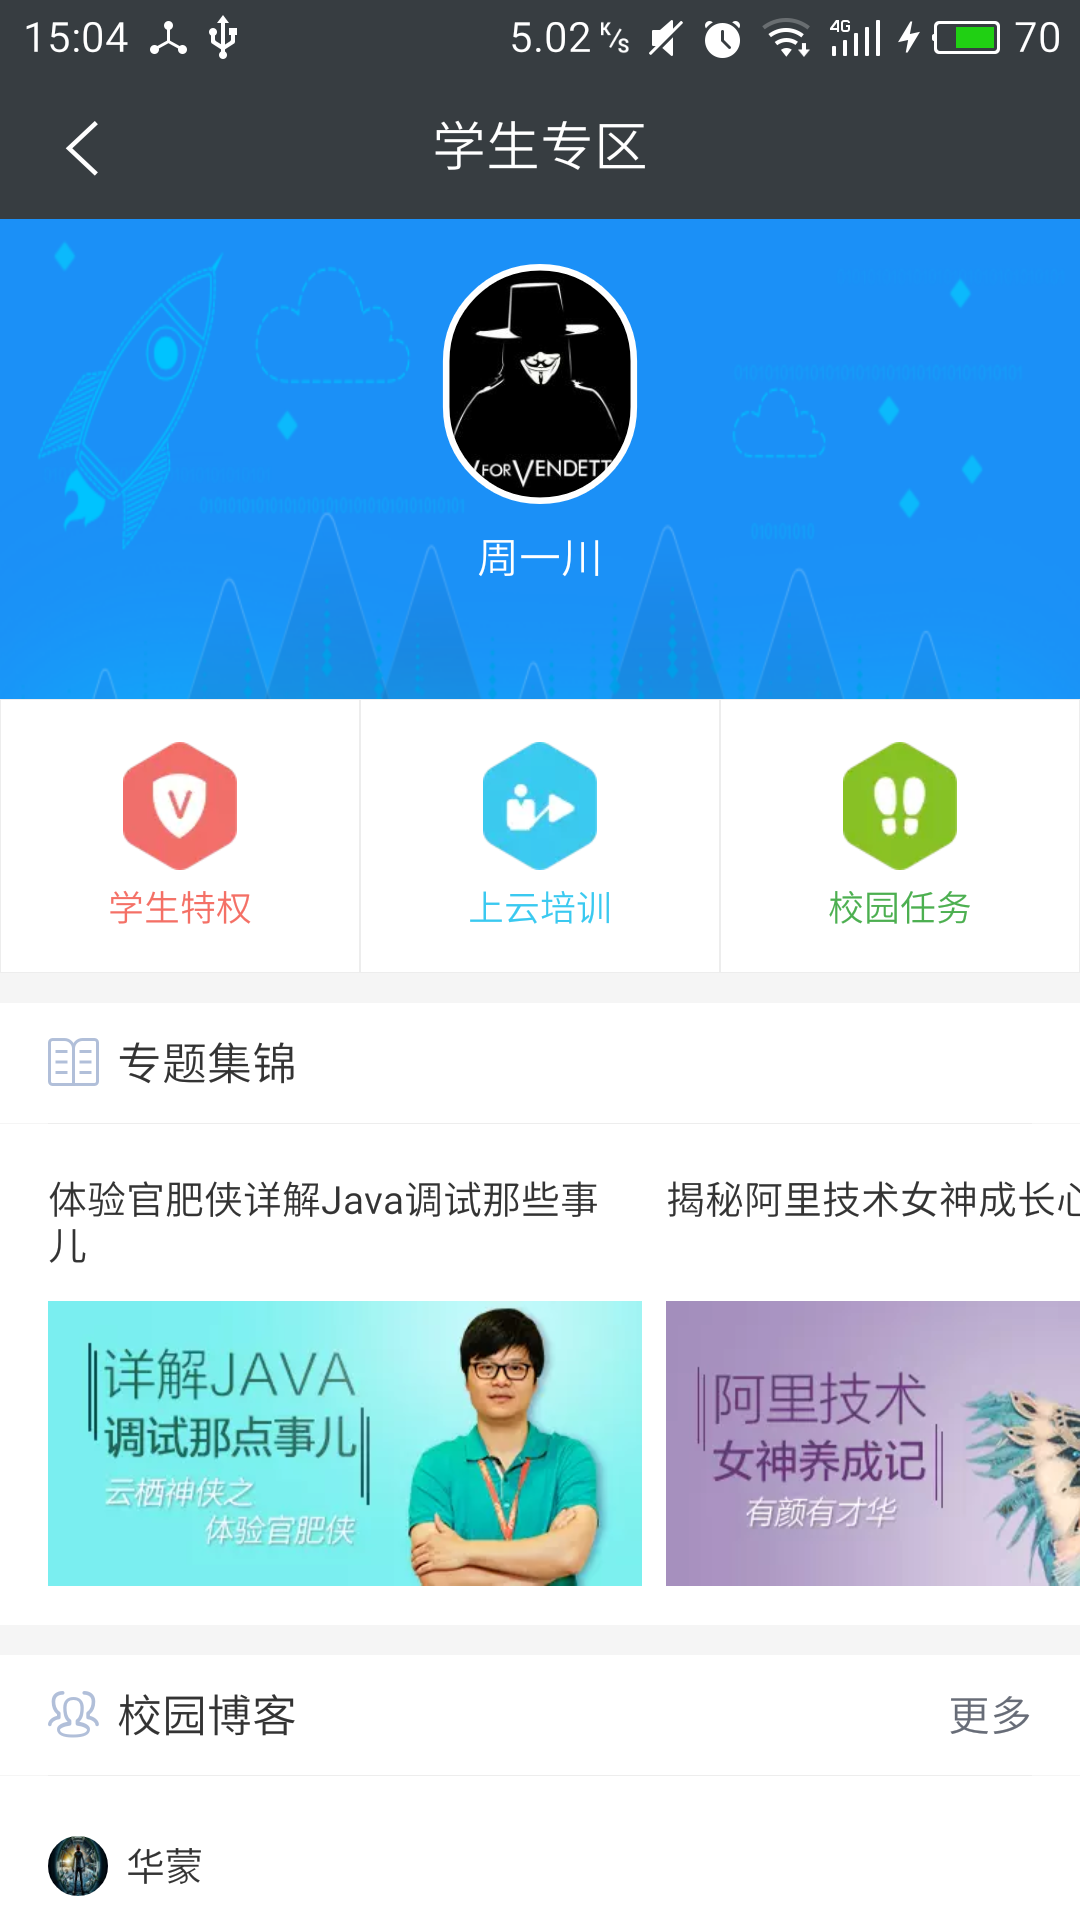 15:04
5.02 K/s
4G
70
学生专区
V FOR VENDETT
周一川
学生特权
上云培训
校园任务
专题集锦
体验官肥侠详解Java调试那些事
儿
揭秘阿里技术女神成长心
详解JAVA
调试那点事儿
云栖神侠之
体验官肥侠
阿里技术
女神养成记
有颜有才华
校园博客
更多
华蒙